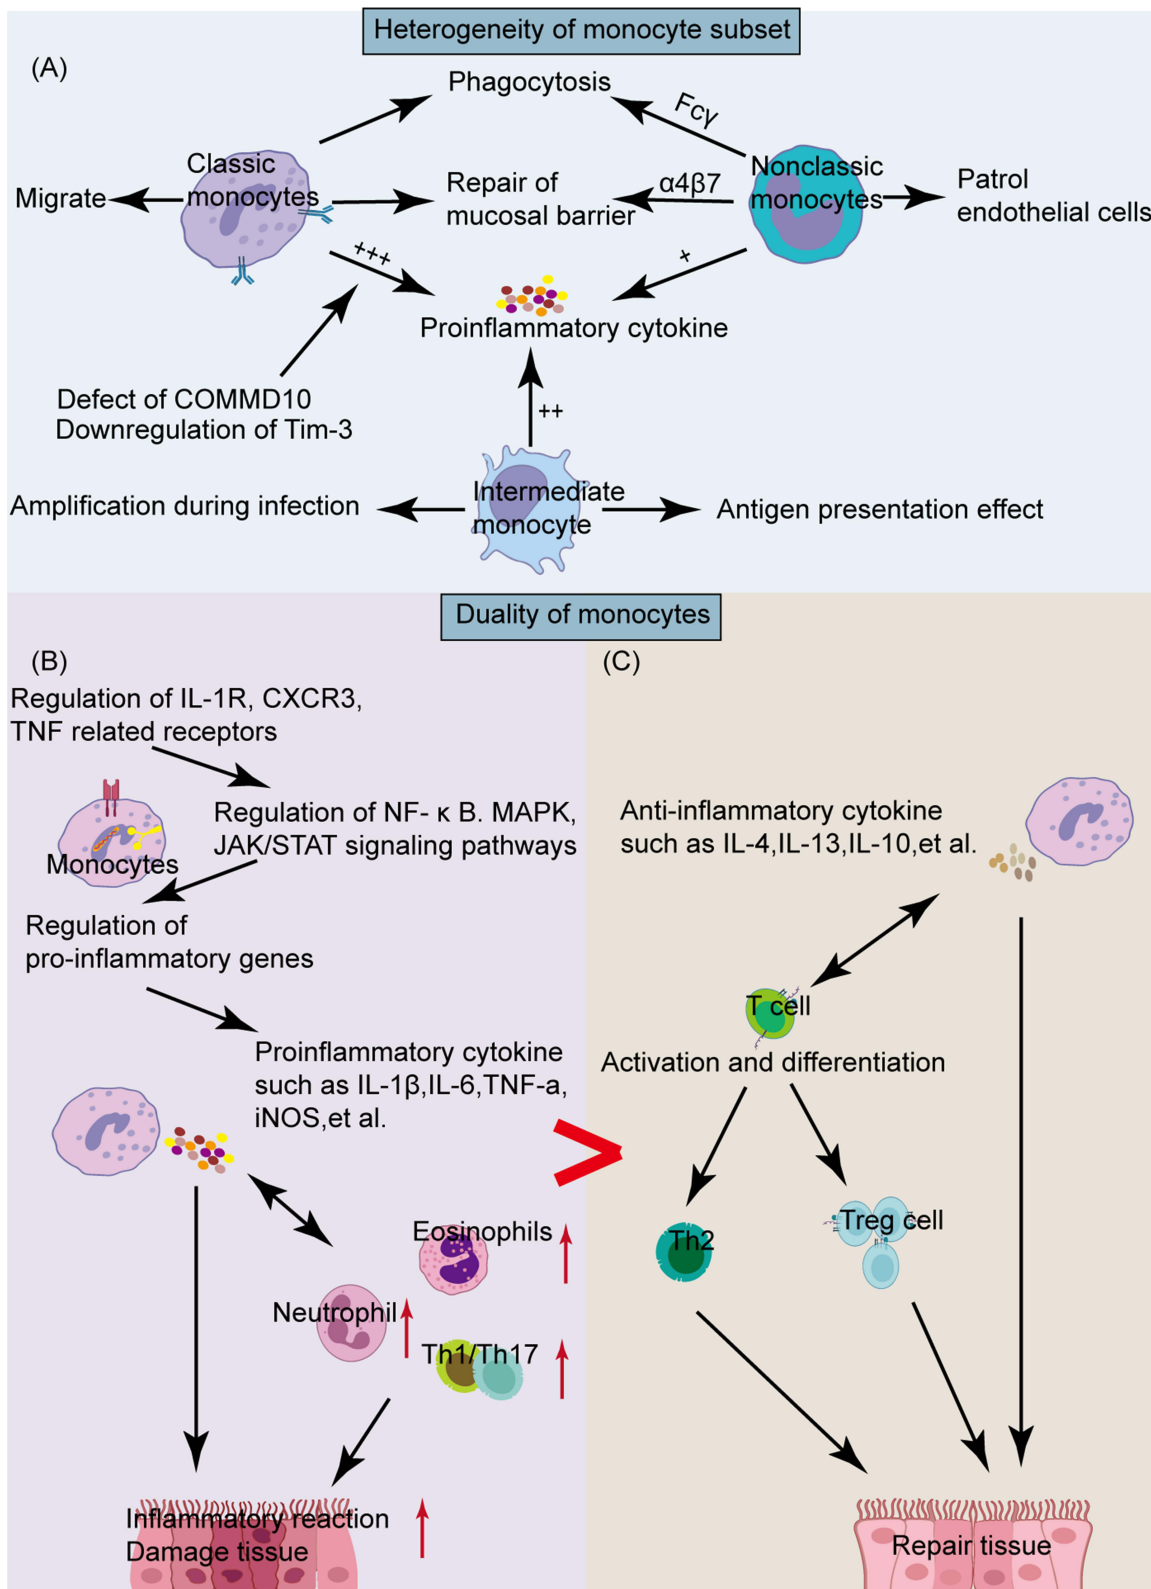 Heterogeneity of monocyte subset
(A)
Phagocytosis
Fcγ
Classic
monocytes
Nonclassic
monocytes
Migrate
Repair of
mucosal barrier
α4β7
Patrol
endothelial cells
+++
+
Proinflammatory cytokine
Defect of COMMD10
Downregulation of Tim-3
++
Amplification during infection
Intermediate
monocyte
Antigen presentation effect
Duality of monocytes
(B)
Regulation of IL-1R, CXCR3,
TNF related receptors
Regulation of NF- κ B. MAPK,
JAK/STAT signaling pathways
Monocytes
Regulation of
pro-inflammatory genes
Proinflammatory cytokine
such as IL-1β,IL-6,TNF-a,
iNOS,et al.
>
Eosinophils
Neutrophil
Th1/Th17
Inflammatory reaction
Damage tissue
(C)
Anti-inflammatory cytokine
such as IL-4,IL-13,IL-10,et al.
T cell
Activation and differentiation
Th2
Treg cell
Repair tissue